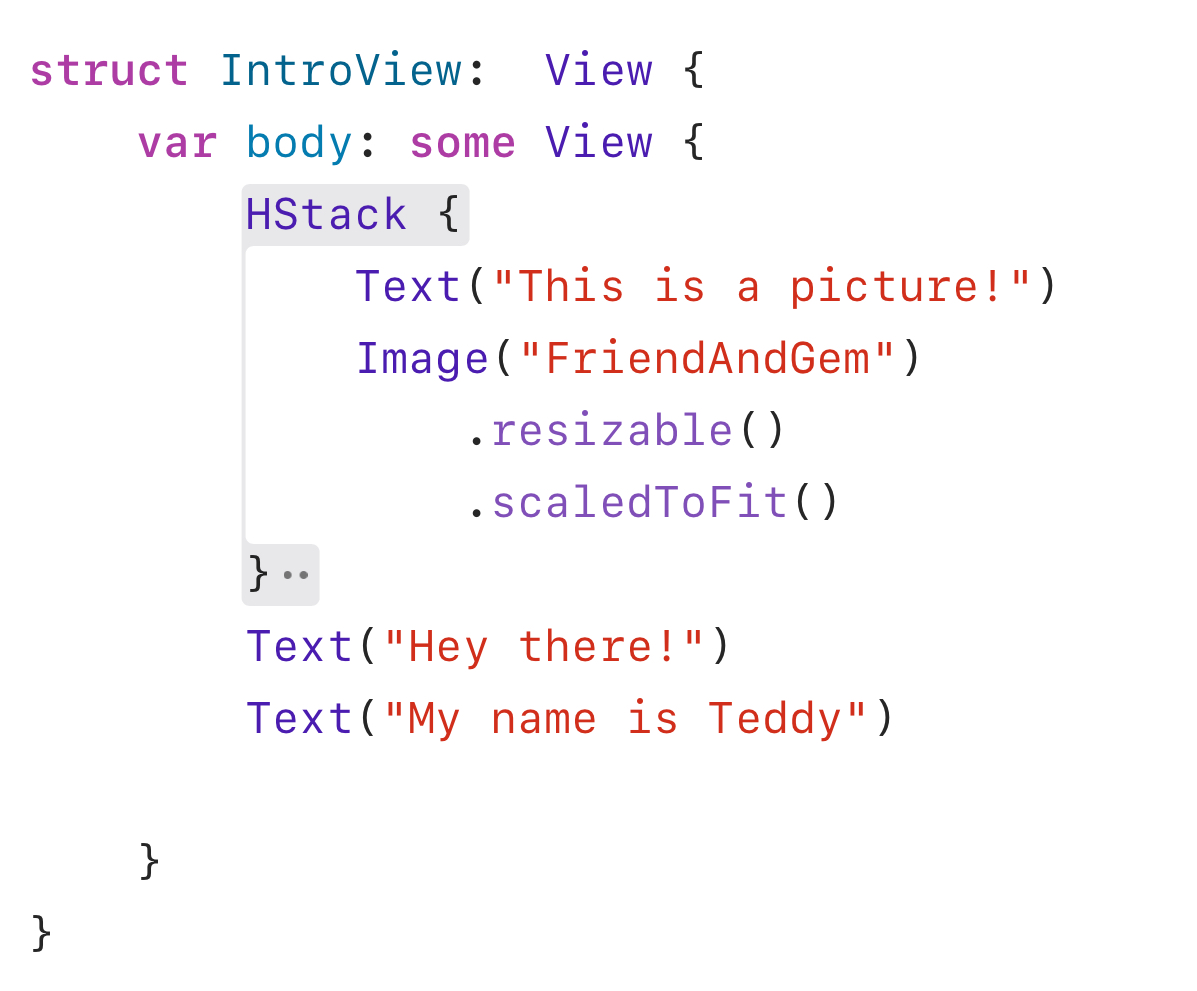 struct IntroView:  View {
    var body: some View {
        HStack {
            Text("This is a picture!")
            Image("FriendAndGem")
                .resizable()
                .scaledToFit()
        }
        Text("Hey there!")
        Text("My name is Teddy")
    }
}